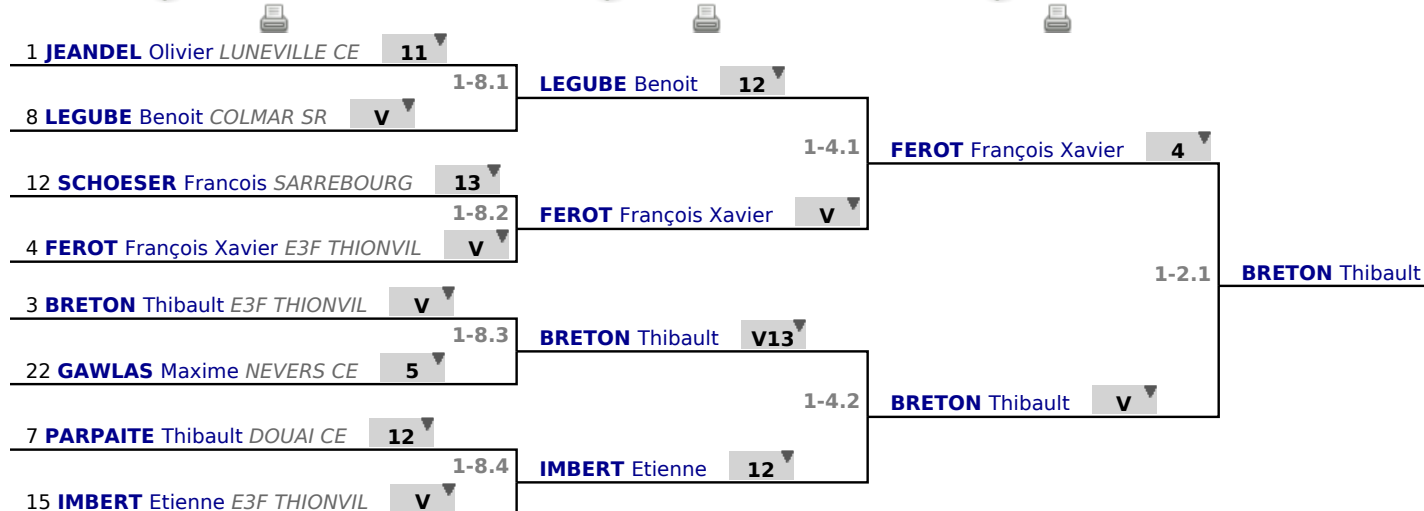 1 JEANDEL Olivier LUNEVILLE CE 11
1-8.1
LEGUBE Benoit 12
8 LEGUBE Benoit COLMAR SR V
1-4.1
FEROT François Xavier 4
12 SCHOESER Francois SARREBOURG 13
1-8.2
FEROT François Xavier V
4 FEROT François Xavier E3F THIONVIL V
1-2.1
BRETON Thibault
3 BRETON Thibault E3F THIONVIL V
1-8.3
BRETON Thibault V13
22 GAWLAS Maxime NEVERS CE 5
1-4.2
BRETON Thibault V
7 PARPAITE Thibault DOUAI CE 12
1-8.4
IMBERT Etienne 12
15 IMBERT Etienne E3F THIONVIL V